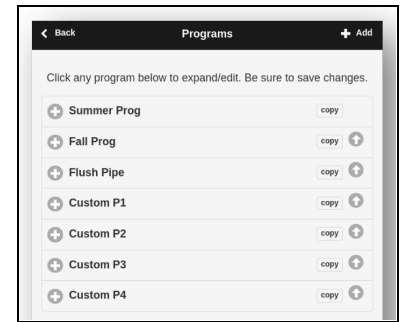 Back Programs Add
Click any program below to expand/edit. Be sure to save changes.
Summer Prog copy
Fall Prog copy
Flush Pipe copy
Custom P1 copy
Custom P2 copy
Custom P3 copy
Custom P4 copy